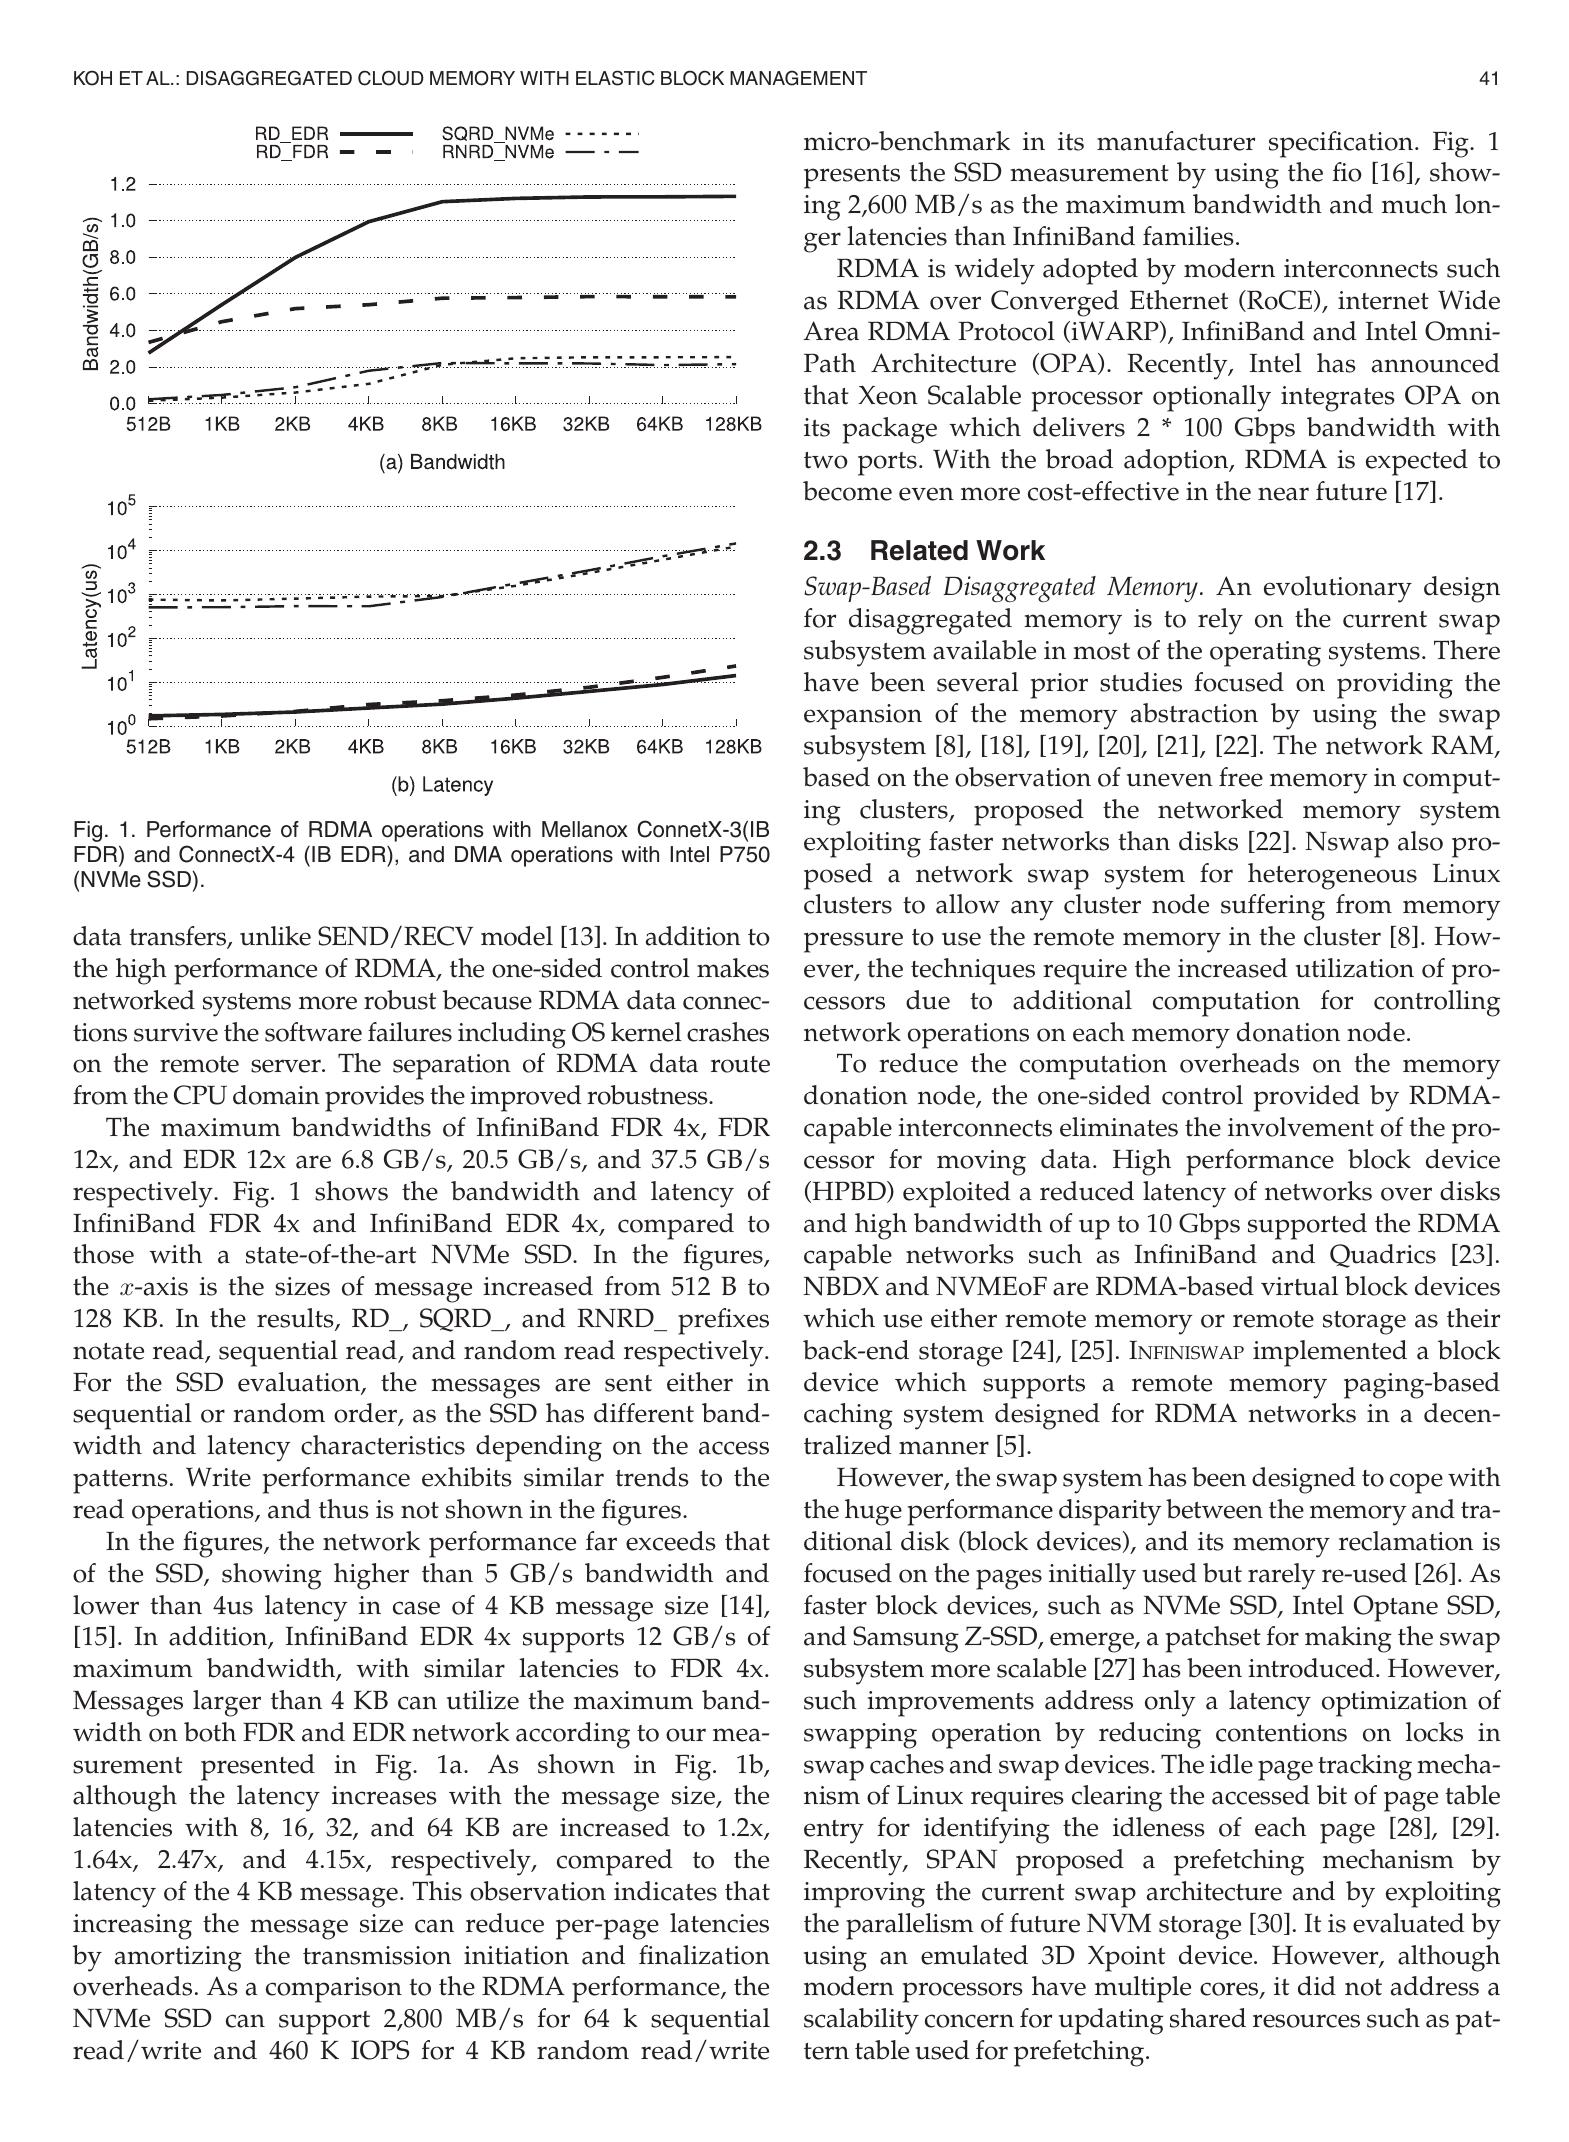 KOH ET AL.: DISAGGREGATED CLOUD MEMORY WITH ELASTIC BLOCK MANAGEMENT
41
RD_EDR
SQRD_NVMe
RD_FDR
RNRD_NVMe
1.2
1.0
8.0
6.0
4.0
2.0
0.0
Bandwidth(GB/s)
512B 1KB 2KB 4KB 8KB 16KB 32KB 64KB 128KB
(a) Bandwidth
10^5
10^4
10^3
10^2
10^1
10^0
Latency(us)
512B 1KB 2KB 4KB 8KB 16KB 32KB 64KB 128KB
(b) Latency
Fig. 1. Performance of RDMA operations with Mellanox ConnetX-3(IB
FDR) and ConnectX-4 (IB EDR), and DMA operations with Intel P750
(NVMe SSD).
data transfers, unlike SEND/RECV model [13]. In addition to
the high performance of RDMA, the one-sided control makes
networked systems more robust because RDMA data connec-
tions survive the software failures including OS kernel crashes
on the remote server. The separation of RDMA data route
from the CPU domain provides the improved robustness.
The maximum bandwidths of InfiniBand FDR 4x, FDR
12x, and EDR 12x are 6.8 GB/s, 20.5 GB/s, and 37.5 GB/s
respectively. Fig. 1 shows the bandwidth and latency of
InfiniBand FDR 4x and InfiniBand EDR 4x, compared to
those with a state-of-the-art NVMe SSD. In the figures,
the x-axis is the sizes of message increased from 512 B to
128 KB. In the results, RD_, SQRD_, and RNRD_ prefixes
notate read, sequential read, and random read respectively.
For the SSD evaluation, the messages are sent either in
sequential or random order, as the SSD has different band-
width and latency characteristics depending on the access
patterns. Write performance exhibits similar trends to the
read operations, and thus is not shown in the figures.
In the figures, the network performance far exceeds that
of the SSD, showing higher than 5 GB/s bandwidth and
lower than 4us latency in case of 4 KB message size [14],
[15]. In addition, InfiniBand EDR 4x supports 12 GB/s of
maximum bandwidth, with similar latencies to FDR 4x.
Messages larger than 4 KB can utilize the maximum band-
width on both FDR and EDR network according to our mea-
surement presented in Fig. 1a. As shown in Fig. 1b,
although the latency increases with the message size, the
latencies with 8, 16, 32, and 64 KB are increased to 1.2x,
1.64x, 2.47x, and 4.15x, respectively, compared to the
latency of the 4 KB message. This observation indicates that
increasing the message size can reduce per-page latencies
by amortizing the transmission initiation and finalization
overheads. As a comparison to the RDMA performance, the
NVMe SSD can support 2,800 MB/s for 64 k sequential
read/write and 460 K IOPS for 4 KB random read/write
micro-benchmark in its manufacturer specification. Fig. 1
presents the SSD measurement by using the fio [16], show-
ing 2,600 MB/s as the maximum bandwidth and much lon-
ger latencies than InfiniBand families.
RDMA is widely adopted by modern interconnects such
as RDMA over Converged Ethernet (RoCE), internet Wide
Area RDMA Protocol (iWARP), InfiniBand and Intel Omni-
Path Architecture (OPA). Recently, Intel has announced
that Xeon Scalable processor optionally integrates OPA on
its package which delivers 2 * 100 Gbps bandwidth with
two ports. With the broad adoption, RDMA is expected to
become even more cost-effective in the near future [17].
2.3 Related Work
Swap-Based Disaggregated Memory. An evolutionary design
for disaggregated memory is to rely on the current swap
subsystem available in most of the operating systems. There
have been several prior studies focused on providing the
expansion of the memory abstraction by using the swap
subsystem [8], [18], [19], [20], [21], [22]. The network RAM,
based on the observation of uneven free memory in comput-
ing clusters, proposed the networked memory system
exploiting faster networks than disks [22]. Nswap also pro-
posed a network swap system for heterogeneous Linux
clusters to allow any cluster node suffering from memory
pressure to use the remote memory in the cluster [8]. How-
ever, the techniques require the increased utilization of pro-
cessors due to additional computation for controlling
network operations on each memory donation node.
To reduce the computation overheads on the memory
donation node, the one-sided control provided by RDMA-
capable interconnects eliminates the involvement of the pro-
cessor for moving data. High performance block device
(HPBD) exploited a reduced latency of networks over disks
and high bandwidth of up to 10 Gbps supported the RDMA
capable networks such as InfiniBand and Quadrics [23].
NBDX and NVMEoF are RDMA-based virtual block devices
which use either remote memory or remote storage as their
back-end storage [24], [25]. INFINISWAP implemented a block
device which supports a remote memory paging-based
caching system designed for RDMA networks in a decen-
tralized manner [5].
However, the swap system has been designed to cope with
the huge performance disparity between the memory and tra-
ditional disk (block devices), and its memory reclamation is
focused on the pages initially used but rarely re-used [26]. As
faster block devices, such as NVMe SSD, Intel Optane SSD,
and Samsung Z-SSD, emerge, a patchset for making the swap
subsystem more scalable [27] has been introduced. However,
such improvements address only a latency optimization of
swapping operation by reducing contentions on locks in
swap caches and swap devices. The idle page tracking mecha-
nism of Linux requires clearing the accessed bit of page table
entry for identifying the idleness of each page [28], [29].
Recently, SPAN proposed a prefetching mechanism by
improving the current swap architecture and by exploiting
the parallelism of future NVM storage [30]. It is evaluated by
using an emulated 3D Xpoint device. However, although
modern processors have multiple cores, it did not address a
scalability concern for updating shared resources such as pat-
tern table used for prefetching.